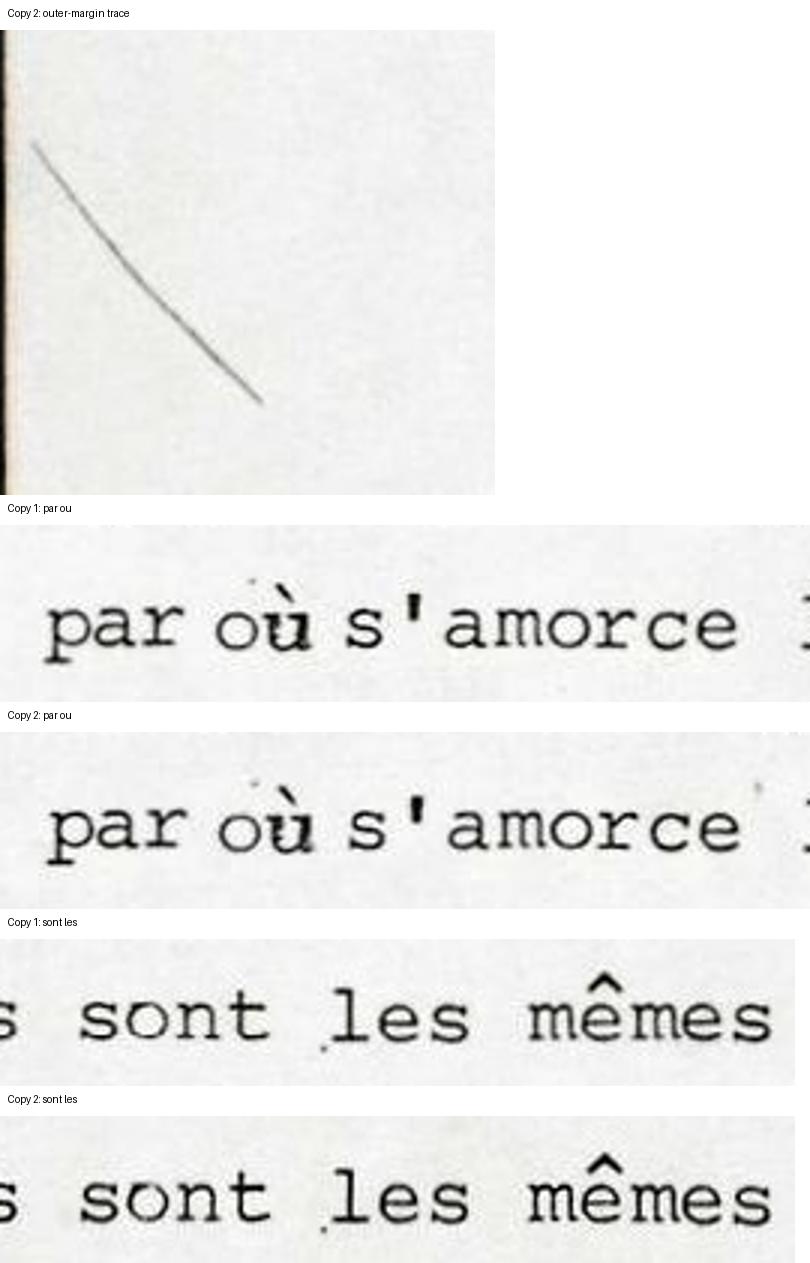 Copy 2: outer-margin trace
Copy 1: par ou
par où s'amorce
Copy 2: par ou
par où s'amorce
Copy 1: sont les
s sont les mêmes
Copy 2: sont les
s sont les mêmes